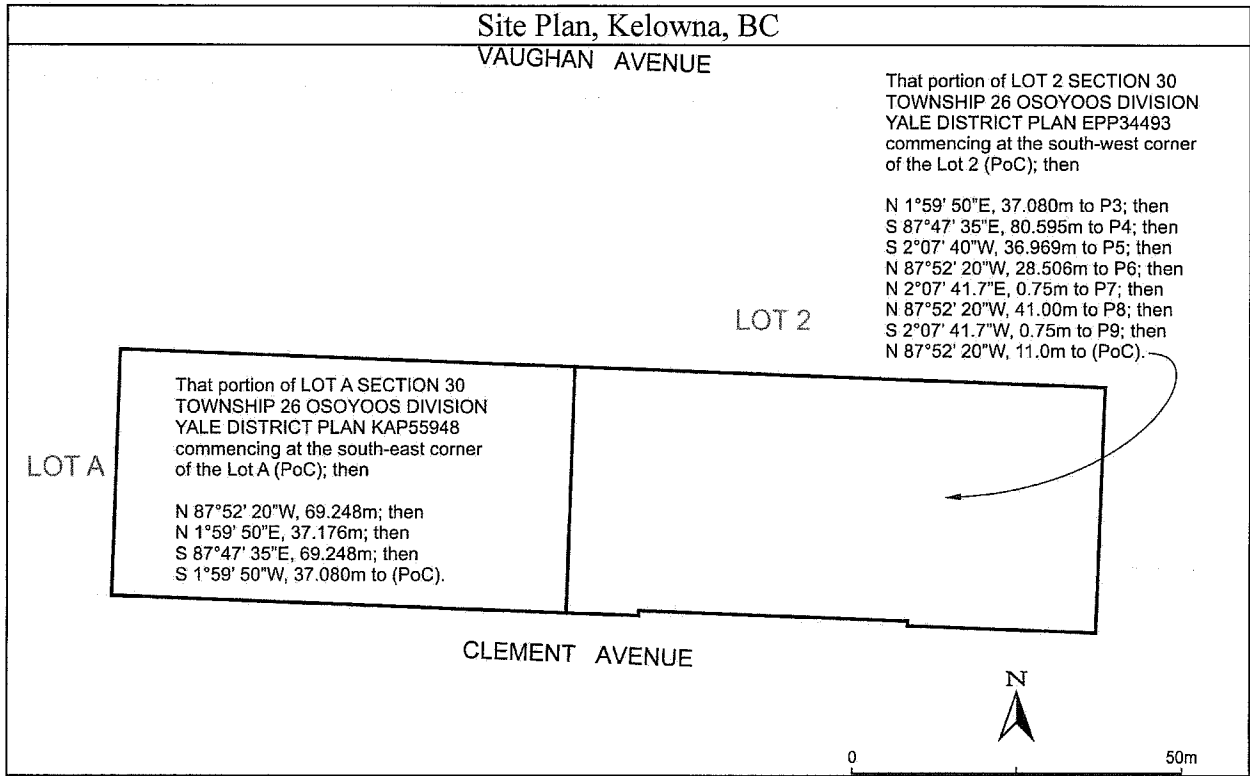 Site Plan, Kelowna, BC
VAUGHAN AVENUE
That portion of LOT 2 SECTION 30
TOWNSHIP 26 OSOYOOS DIVISION
YALE DISTRICT PLAN EPP34493
commencing at the south-west corner
of the Lot 2 (PoC); then
N 1°59' 50"E, 37.080m to P3; then
S 87°47' 35"E, 80.595m to P4; then
S 2°07' 40"W, 36.969m to P5; then
N 87°52' 20"W, 28.506m to P6; then
N 2°07' 41.7"E, 0.75m to P7; then
N 87°52' 20"W, 41.00m to P8; then
S 2°07' 41.7"W, 0.75m to P9; then
N 87°52' 20"W, 11.0m to (PoC).
LOT 2
LOT A
That portion of LOT A SECTION 30
TOWNSHIP 26 OSOYOOS DIVISION
YALE DISTRICT PLAN KAP55948
commencing at the south-east corner
of the Lot A (PoC); then
N 87°52' 20"W, 69.248m; then
N 1°59' 50"E, 37.176m; then
S 87°47' 35"E, 69.248m; then
S 1°59' 50"W, 37.080m to (PoC).
CLEMENT AVENUE
N
0 50m